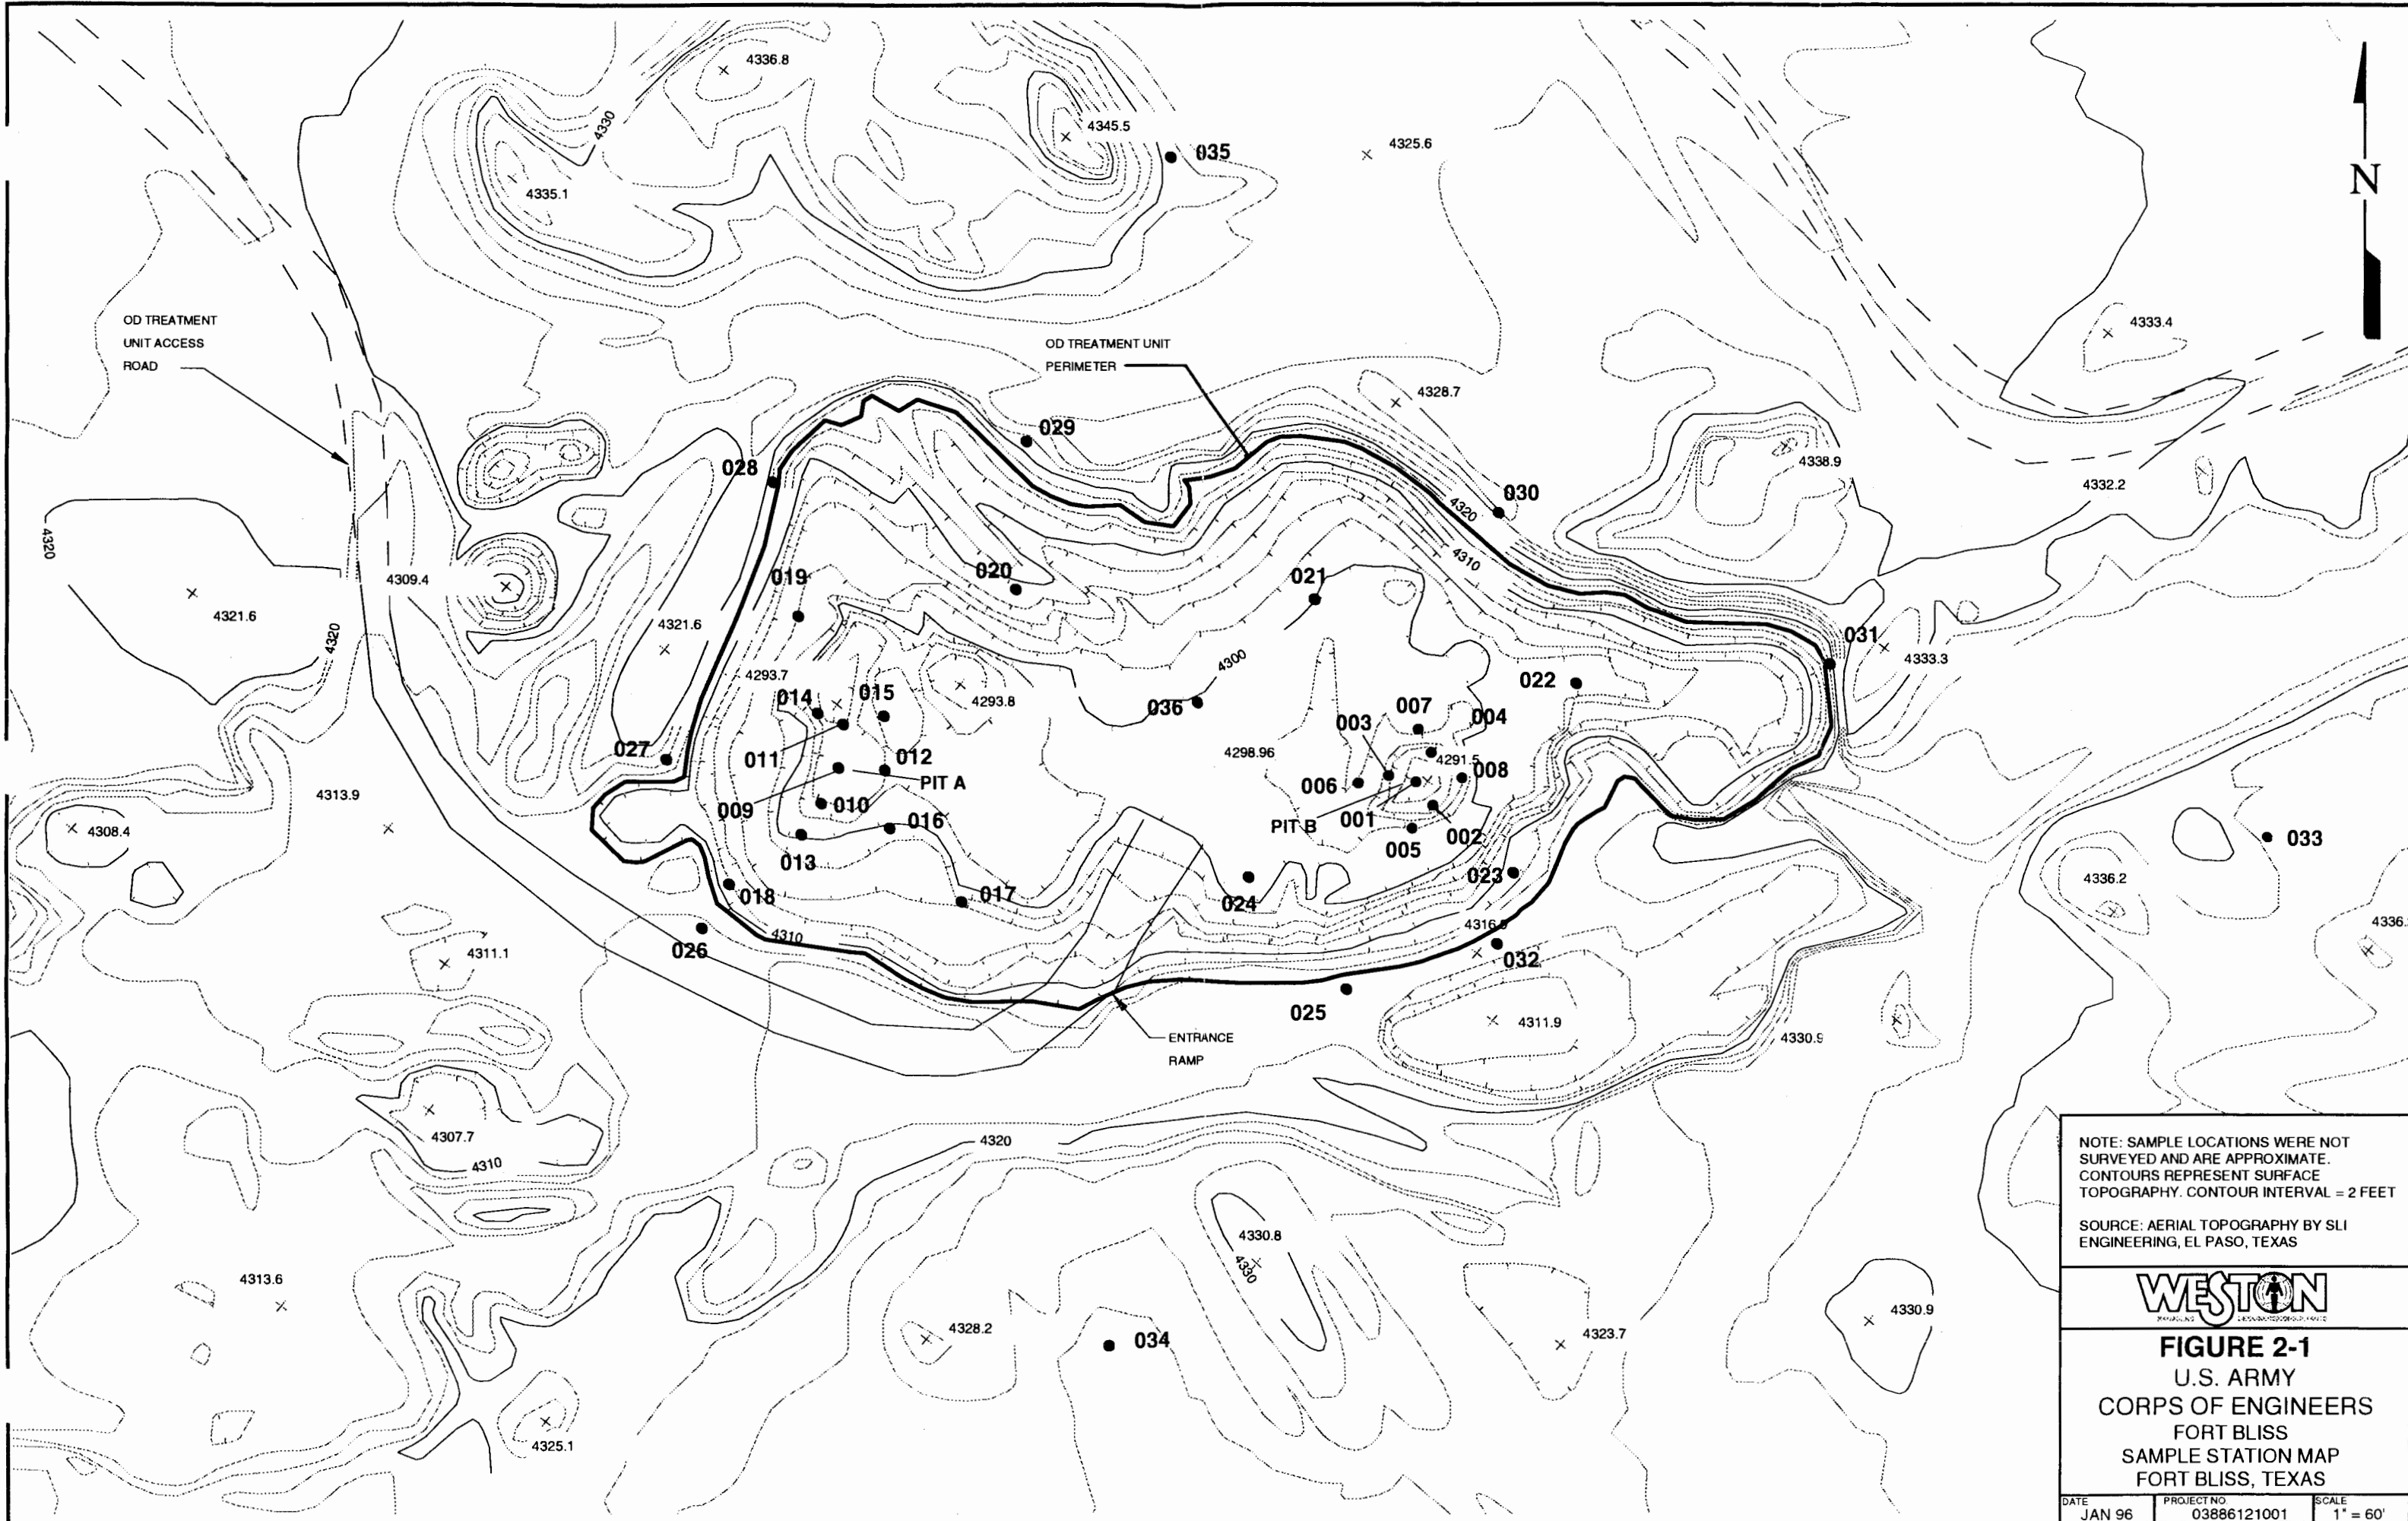 4336.8
4330
4345.5
035
4325.6
4335.1
N
OD TREATMENT
UNIT ACCESS
ROAD
OD TREATMENT UNIT
PERIMETER
4333.4
4328.7
029
028
4338.9
4332.2
030
4320
4320
4310
4309.4
019
020
021
4321.6
4321.6
4320
031
4333.3
4300
4293.7
014
015
4293.8
036
022
007
004
003
027
011
012
4298.96
4291.5
008
PIT A
006
4313.9
009
010
001
016
PIT B
002
4308.4
033
013
005
4336.2
018
017
024
023
4310
4316.9
4336.
026
4311.1
032
025
4311.9
ENTRANCE
RAMP
4330.9
4307.7
4320
4310
4330.8
4330
4313.6
4328.2
034
4323.7
4330.9
4325.1
NOTE: SAMPLE LOCATIONS WERE NOT
SURVEYED AND ARE APPROXIMATE.
CONTOURS REPRESENT SURFACE
TOPOGRAPHY. CONTOUR INTERVAL = 2 FEET
SOURCE: AERIAL TOPOGRAPHY BY SLI
ENGINEERING, EL PASO, TEXAS
WESTON
FIGURE 2-1
U.S. ARMY
CORPS OF ENGINEERS
FORT BLISS
SAMPLE STATION MAP
FORT BLISS, TEXAS
DATE
JAN 96
PROJECT NO.
03886121001
SCALE
1" = 60'